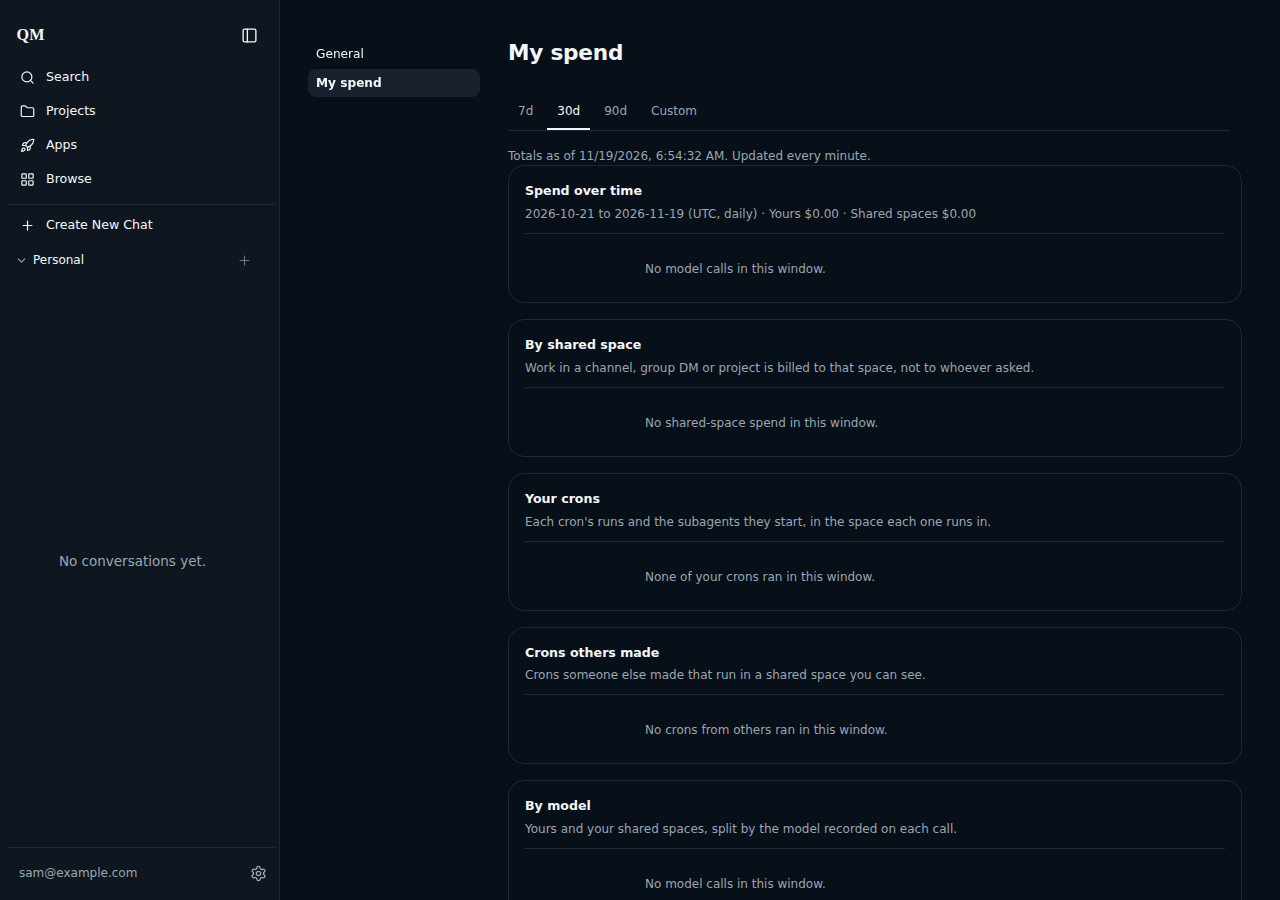 QM
Search
Projects
Apps
Browse
Create New Chat
Personal
No conversations yet.
sam@example.com
General
My spend
My spend
7d 30d 90d Custom
Totals as of 11/19/2026, 6:54:32 AM. Updated every minute.
Spend over time
2026-10-21 to 2026-11-19 (UTC, daily) · Yours $0.00 · Shared spaces $0.00
No model calls in this window.
By shared space
Work in a channel, group DM or project is billed to that space, not to whoever asked.
No shared-space spend in this window.
Your crons
Each cron's runs and the subagents they start, in the space each one runs in.
None of your crons ran in this window.
Crons others made
Crons someone else made that run in a shared space you can see.
No crons from others ran in this window.
By model
Yours and your shared spaces, split by the model recorded on each call.
No model calls in this window.